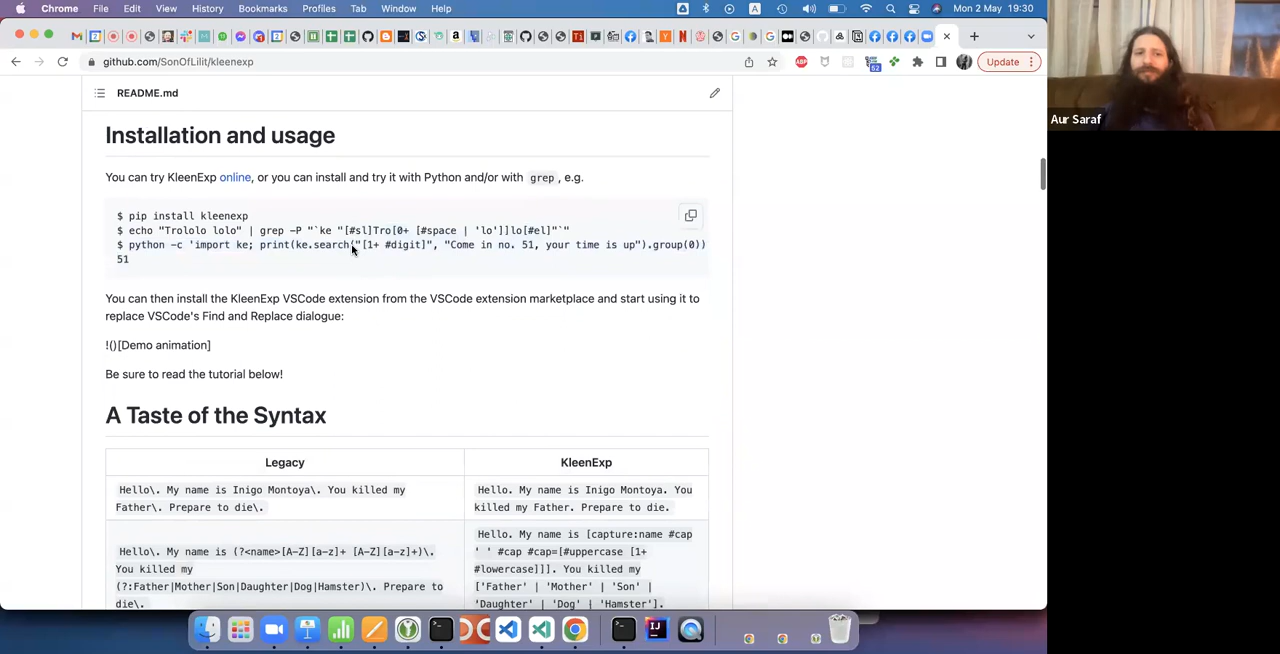 Chrome File Edit View History Bookmarks Profiles Tab Window Help Mon 2 May 19:30
github.com/SonOfLilit/kleenexp Update
README.md
Aur Saraf
Installation and usage
You can try KleenExp online, or you can install and try it with Python and/or with grep, e.g.
$ pip install kleenexp
$ echo "Trololo lolo" | grep -P "`ke "[#sl]Tro[0+ [#space | 'lo']]lo[#el]"`"
$ python -c 'import ke; print(ke.search("[1+ #digit]", "Come in no. 51, your time is up").group(0))
51
You can then install the KleenExp VSCode extension from the VSCode extension marketplace and start using it to
replace VSCode's Find and Replace dialogue:
!()[Demo animation]
Be sure to read the tutorial below!
A Taste of the Syntax
Legacy KleenExp
Hello\. My name is Inigo Montoya\. You killed my
Father\. Prepare to die\.
Hello. My name is Inigo Montoya. You
killed my Father. Prepare to die.
Hello\. My name is (?<name>[A-Z][a-z]+ [A-Z][a-z]+)\.
You killed my
(?:Father|Mother|Son|Daughter|Dog|Hamster)\. Prepare to
die\.
Hello. My name is [capture:name #cap
' ' #cap #cap=[#uppercase [1+
#lowercase]]]. You killed my
['Father' | 'Mother' | 'Son' |
'Daughter' | 'Dog' | 'Hamster'].